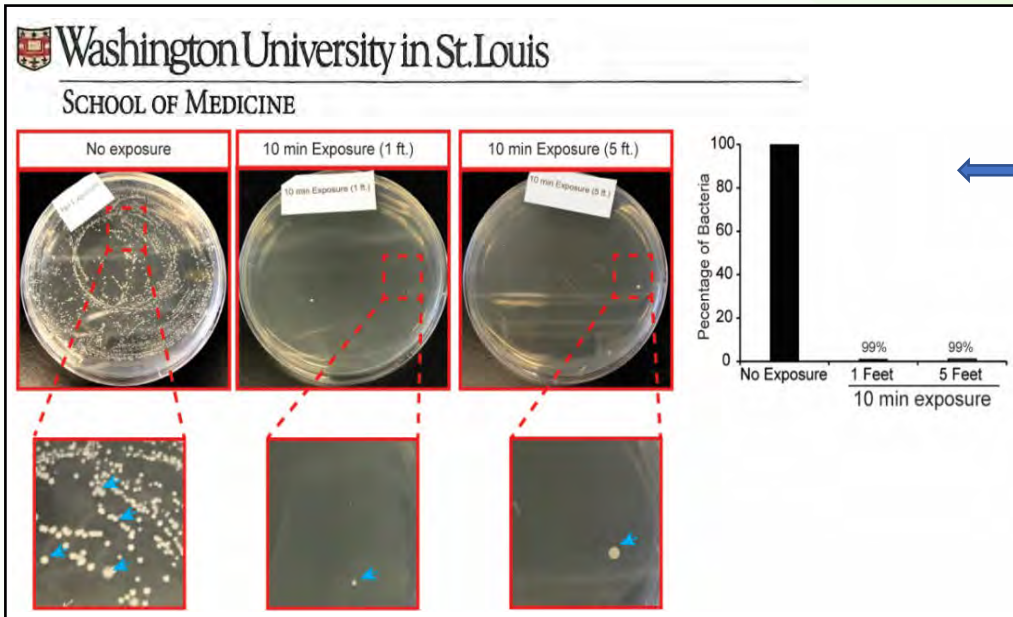 Washington University in St. Louis
SCHOOL OF MEDICINE
No exposure
10 min Exposure (1 ft.)
10 min Exposure (5 ft.)
No Exposure
10 min Exposure (1 ft.)
10 min Exposure (5 ft.)
Pecentage of Bacteria
100
80
60
40
20
0
99%
99%
No Exposure
1 Feet
5 Feet
10 min exposure